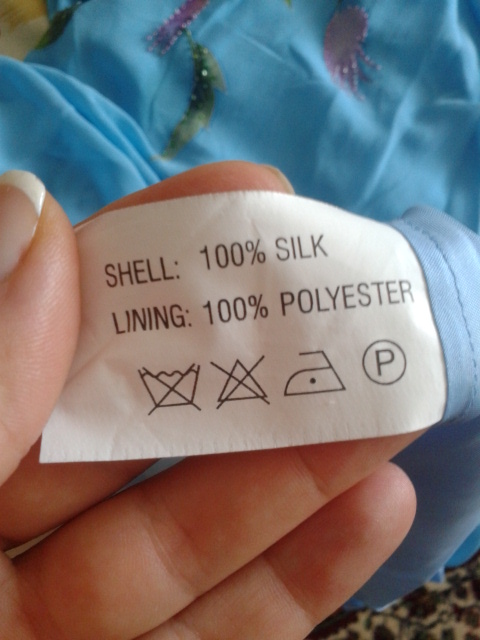 SHELL: 100% SILK
LINING: 100% POLYESTER
P